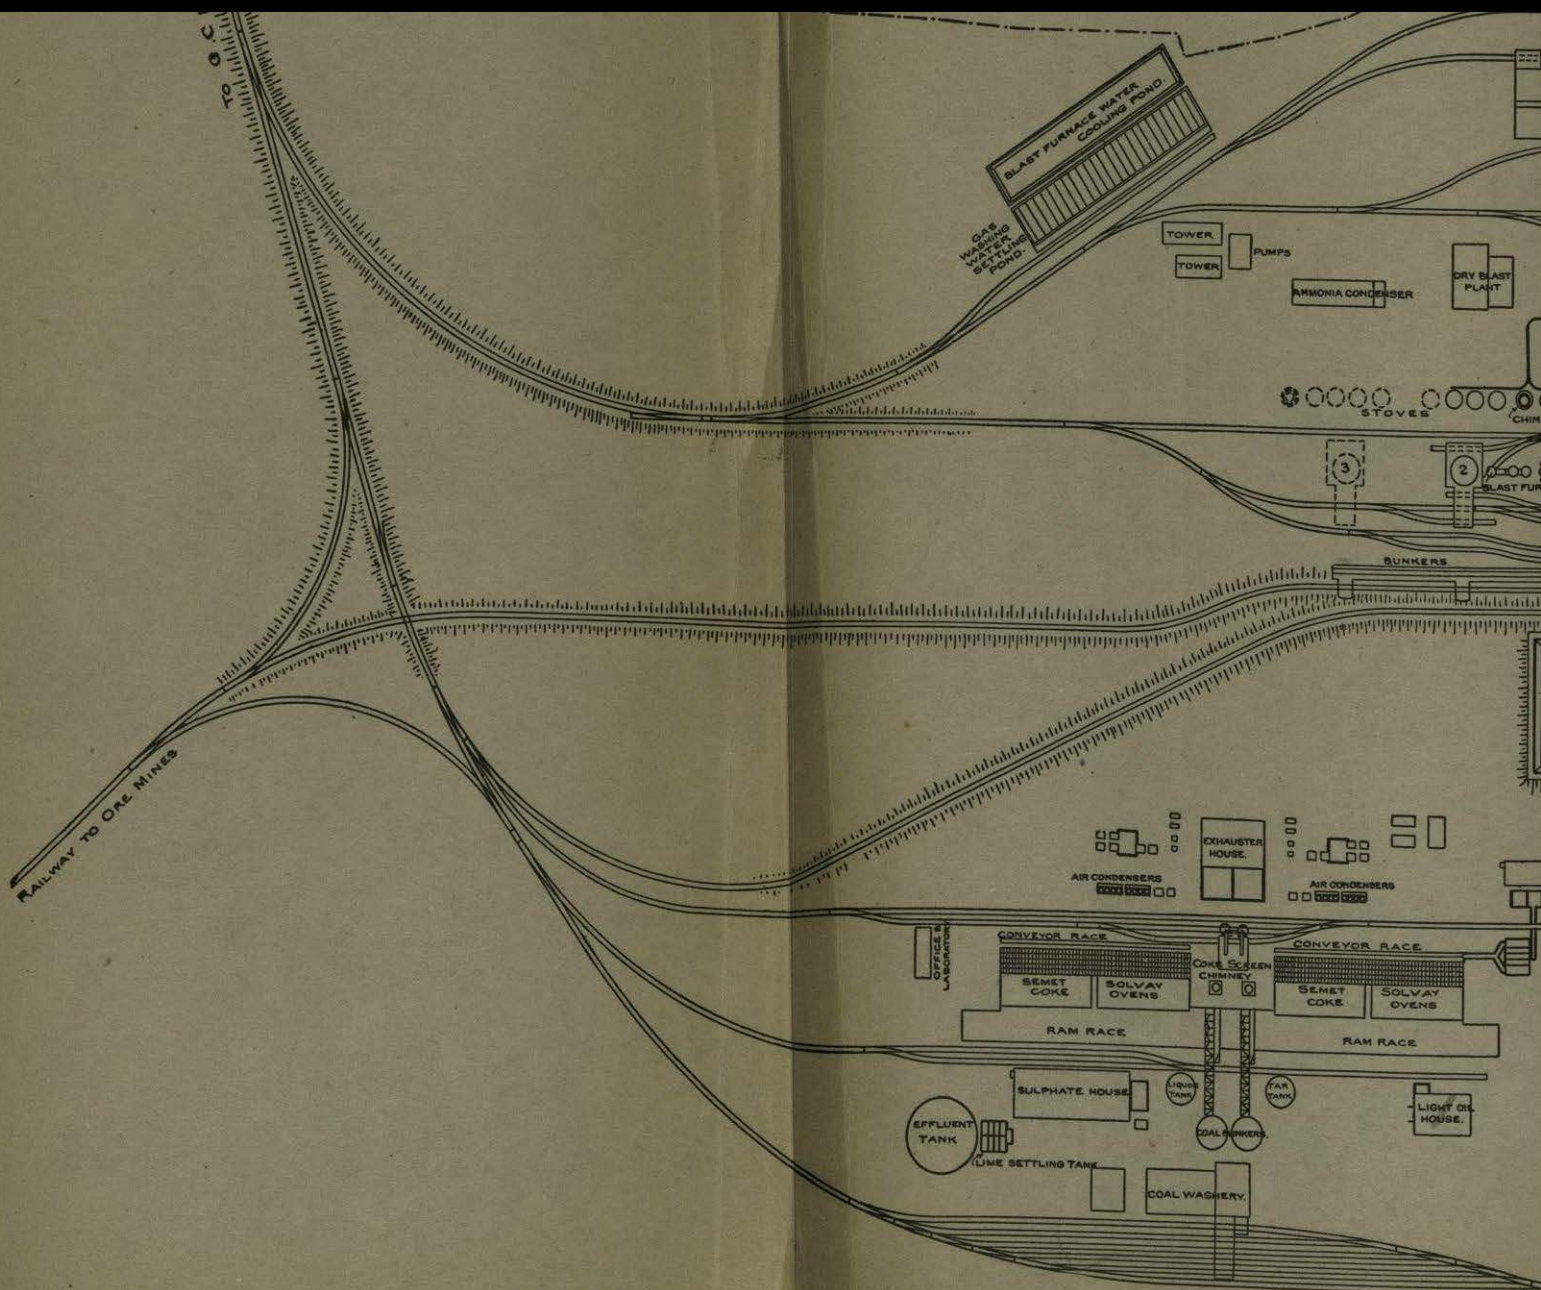 TO G.C.
BLAST FURNACE WATER
COOLING POND.
GAS
WASHING
WATER
SETTLING
POND.
TOWER
TOWER
PUMPS
AMMONIA CONDENSER
DRY BLAST
PLANT
STOVES
CHIM
3
2
BLAST FUR
BUNKERS
RAILWAY TO ORE MINES
EXHAUSTER
HOUSE.
AIR CONDENSERS
AIR CONDENSERS
OFFICE &
LABORATORY
CONVEYOR RACE
CONVEYOR RACE
COKE SCREEN
CHIMNEY
SEMET
COKE
SOLVAY
OVENS
SEMET
COKE
SOLVAY
OVENS
RAM RACE
RAM RACE
SULPHATE HOUSE
LIQUOR
TANK
TAR
TANK
LIGHT OIL
HOUSE.
EFFLUENT
TANK
COAL BUNKERS.
LIME SETTLING TANK
COAL WASHERY.